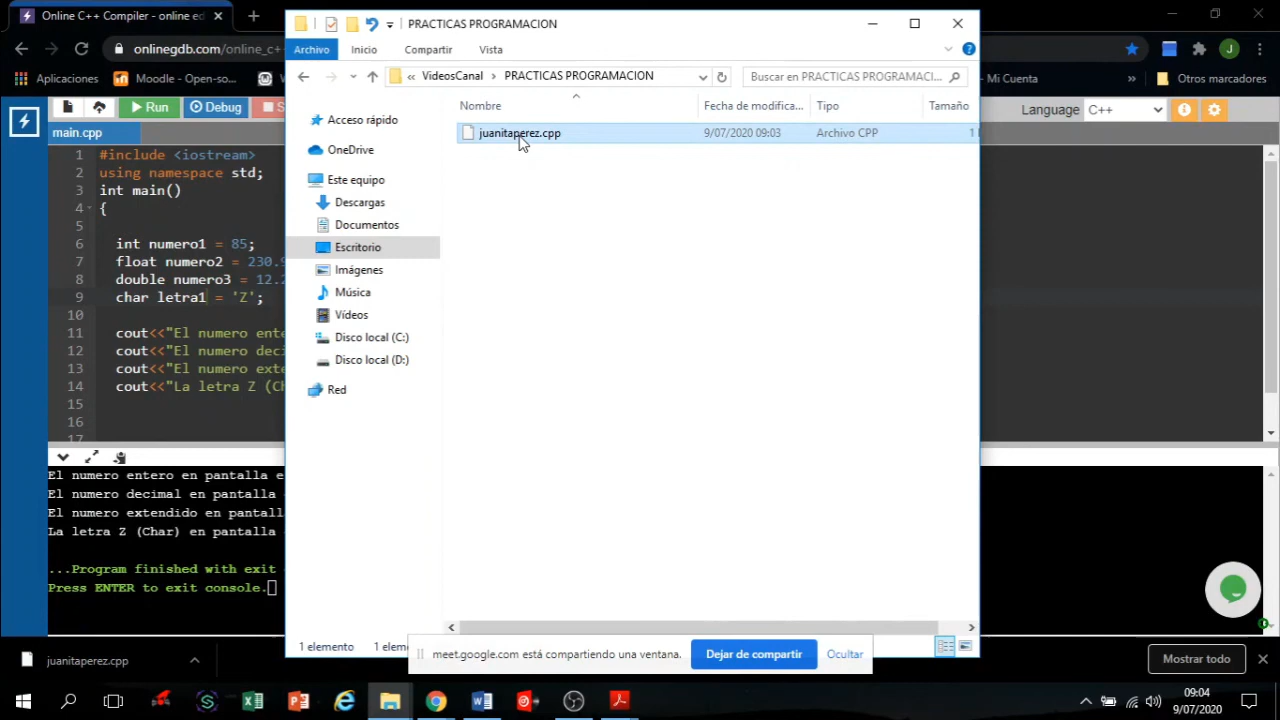 Online C++ Compiler - online ed
PRACTICAS PROGRAMACION
onlinegdb.com/online_c+
Archivo
Inicio
Compartir
Vista
Aplicaciones
Moodle - Open-so...
« VideosCanal > PRACTICAS PROGRAMACION
Buscar en PRACTICAS PROGRAMACI...
- Mi Cuenta
»
Otros marcadores
J
Run
Debug
S
Language
C++
Nombre
Fecha de modifica...
Tipo
Tamaño
main.cpp
juanitaperez.cpp
9/07/2020 09:03
Archivo CPP
1
Acceso rápido
OneDrive
Este equipo
Descargas
Documentos
Escritorio
Imágenes
Música
Vídeos
Disco local (C:)
Disco local (D:)
Red
1 #include <iostream>
2 using namespace std;
3 int main()
4 {
5
6 int numero1 = 85;
7 float numero2 = 230.9
8 double numero3 = 12.2
9 char letra1 = 'Z';
10
11 cout<<"El numero ente
12 cout<<"El numero deci
13 cout<<"El numero exte
14 cout<<"La letra Z (Ch
15
16
17
El numero entero en pantalla e
El numero decimal en pantalla
El numero extendido en pantall
La letra Z (Char) en pantalla
...Program finished with exit
Press ENTER to exit console.
1 elemento
1 eleme
meet.google.com está compartiendo una ventana.
Dejar de compartir
Ocultar
juanitaperez.cpp
Mostrar todo
09:04
9/07/2020